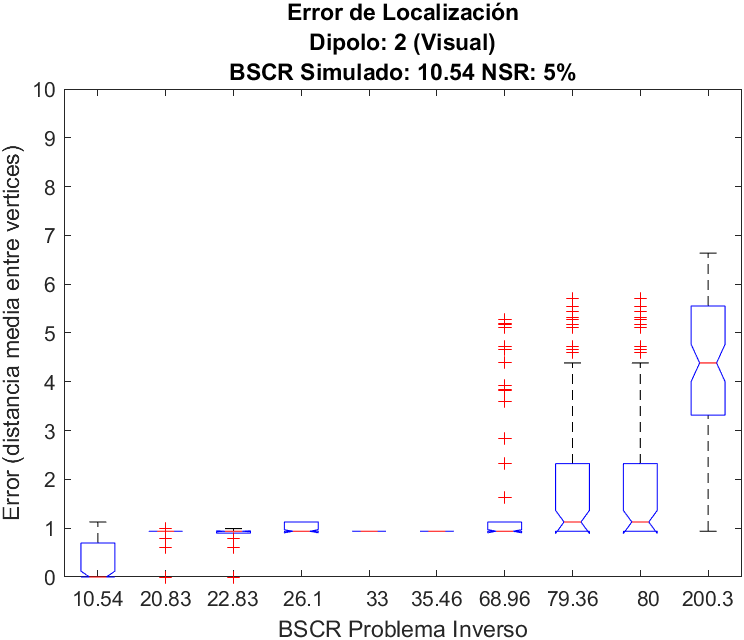 Error de Localización
Dipolo: 2 (Visual)
BSCR Simulado: 10.54 NSR: 5%
Error (distancia media entre vertices)
10
9
8
7
6
5
4
3
2
1
0
10.54 20.83 22.83 26.1 33 35.46 68.96 79.36 80 200.3
BSCR Problema Inverso